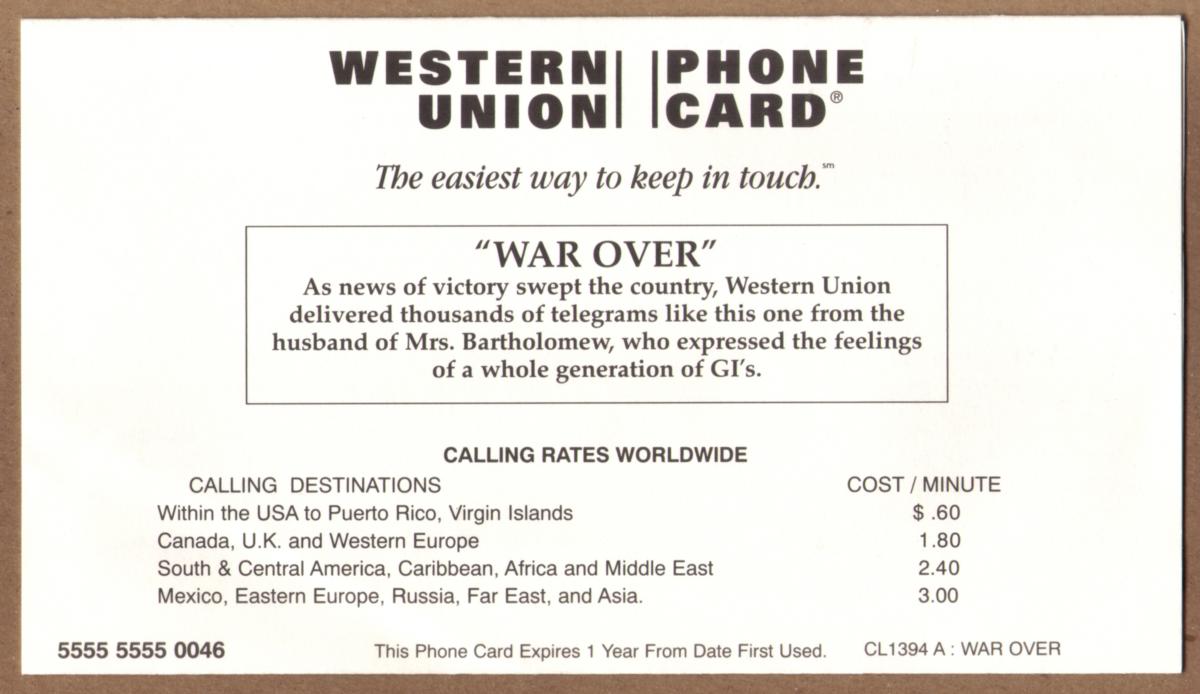 WESTERN UNION PHONE CARD®
The easiest way to keep in touch.℠
“WAR OVER”
As news of victory swept the country, Western Union
delivered thousands of telegrams like this one from the
husband of Mrs. Bartholomew, who expressed the feelings
of a whole generation of GI's.
CALLING RATES WORLDWIDE
CALLING DESTINATIONS COST / MINUTE
Within the USA to Puerto Rico, Virgin Islands $ .60
Canada, U.K. and Western Europe 1.80
South & Central America, Caribbean, Africa and Middle East 2.40
Mexico, Eastern Europe, Russia, Far East, and Asia. 3.00
5555 5555 0046 This Phone Card Expires 1 Year From Date First Used. CL1394 A : WAR OVER